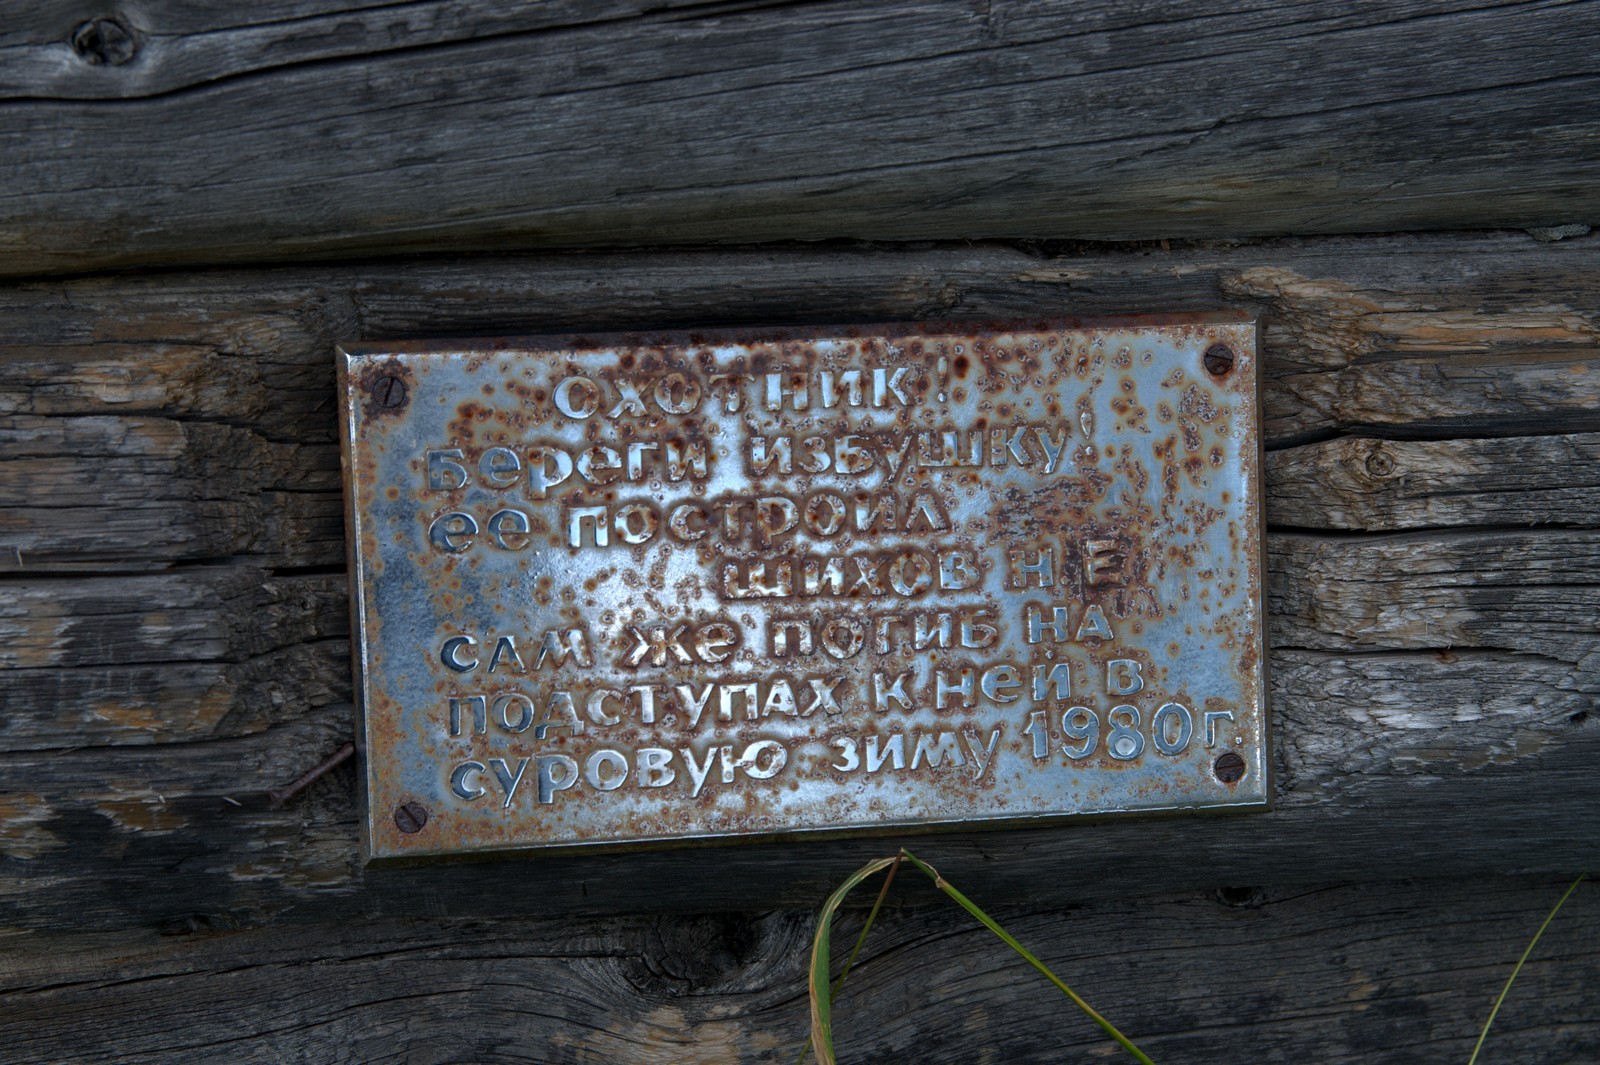 ОХОТНИК!
Береги избушку!
ее построил
ШИХОВ Н Е
САМ же погиб НА
подступах к ней в
суровую зиму 1980г.